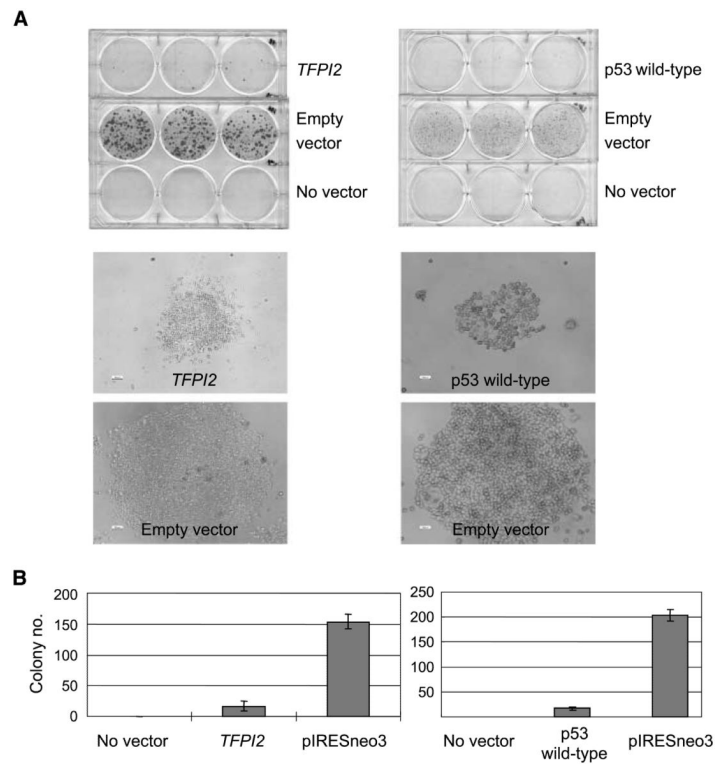 A
TFPI2
Empty
vector
No vector
p53 wild-type
Empty
vector
No vector
TFPI2
p53 wild-type
Empty vector
Empty vector
B
Colony no.
200
150
100
50
0
No vector
TFPI2
pIRESneo3
250
200
150
100
50
No vector
p53
wild-type
pIRESneo3